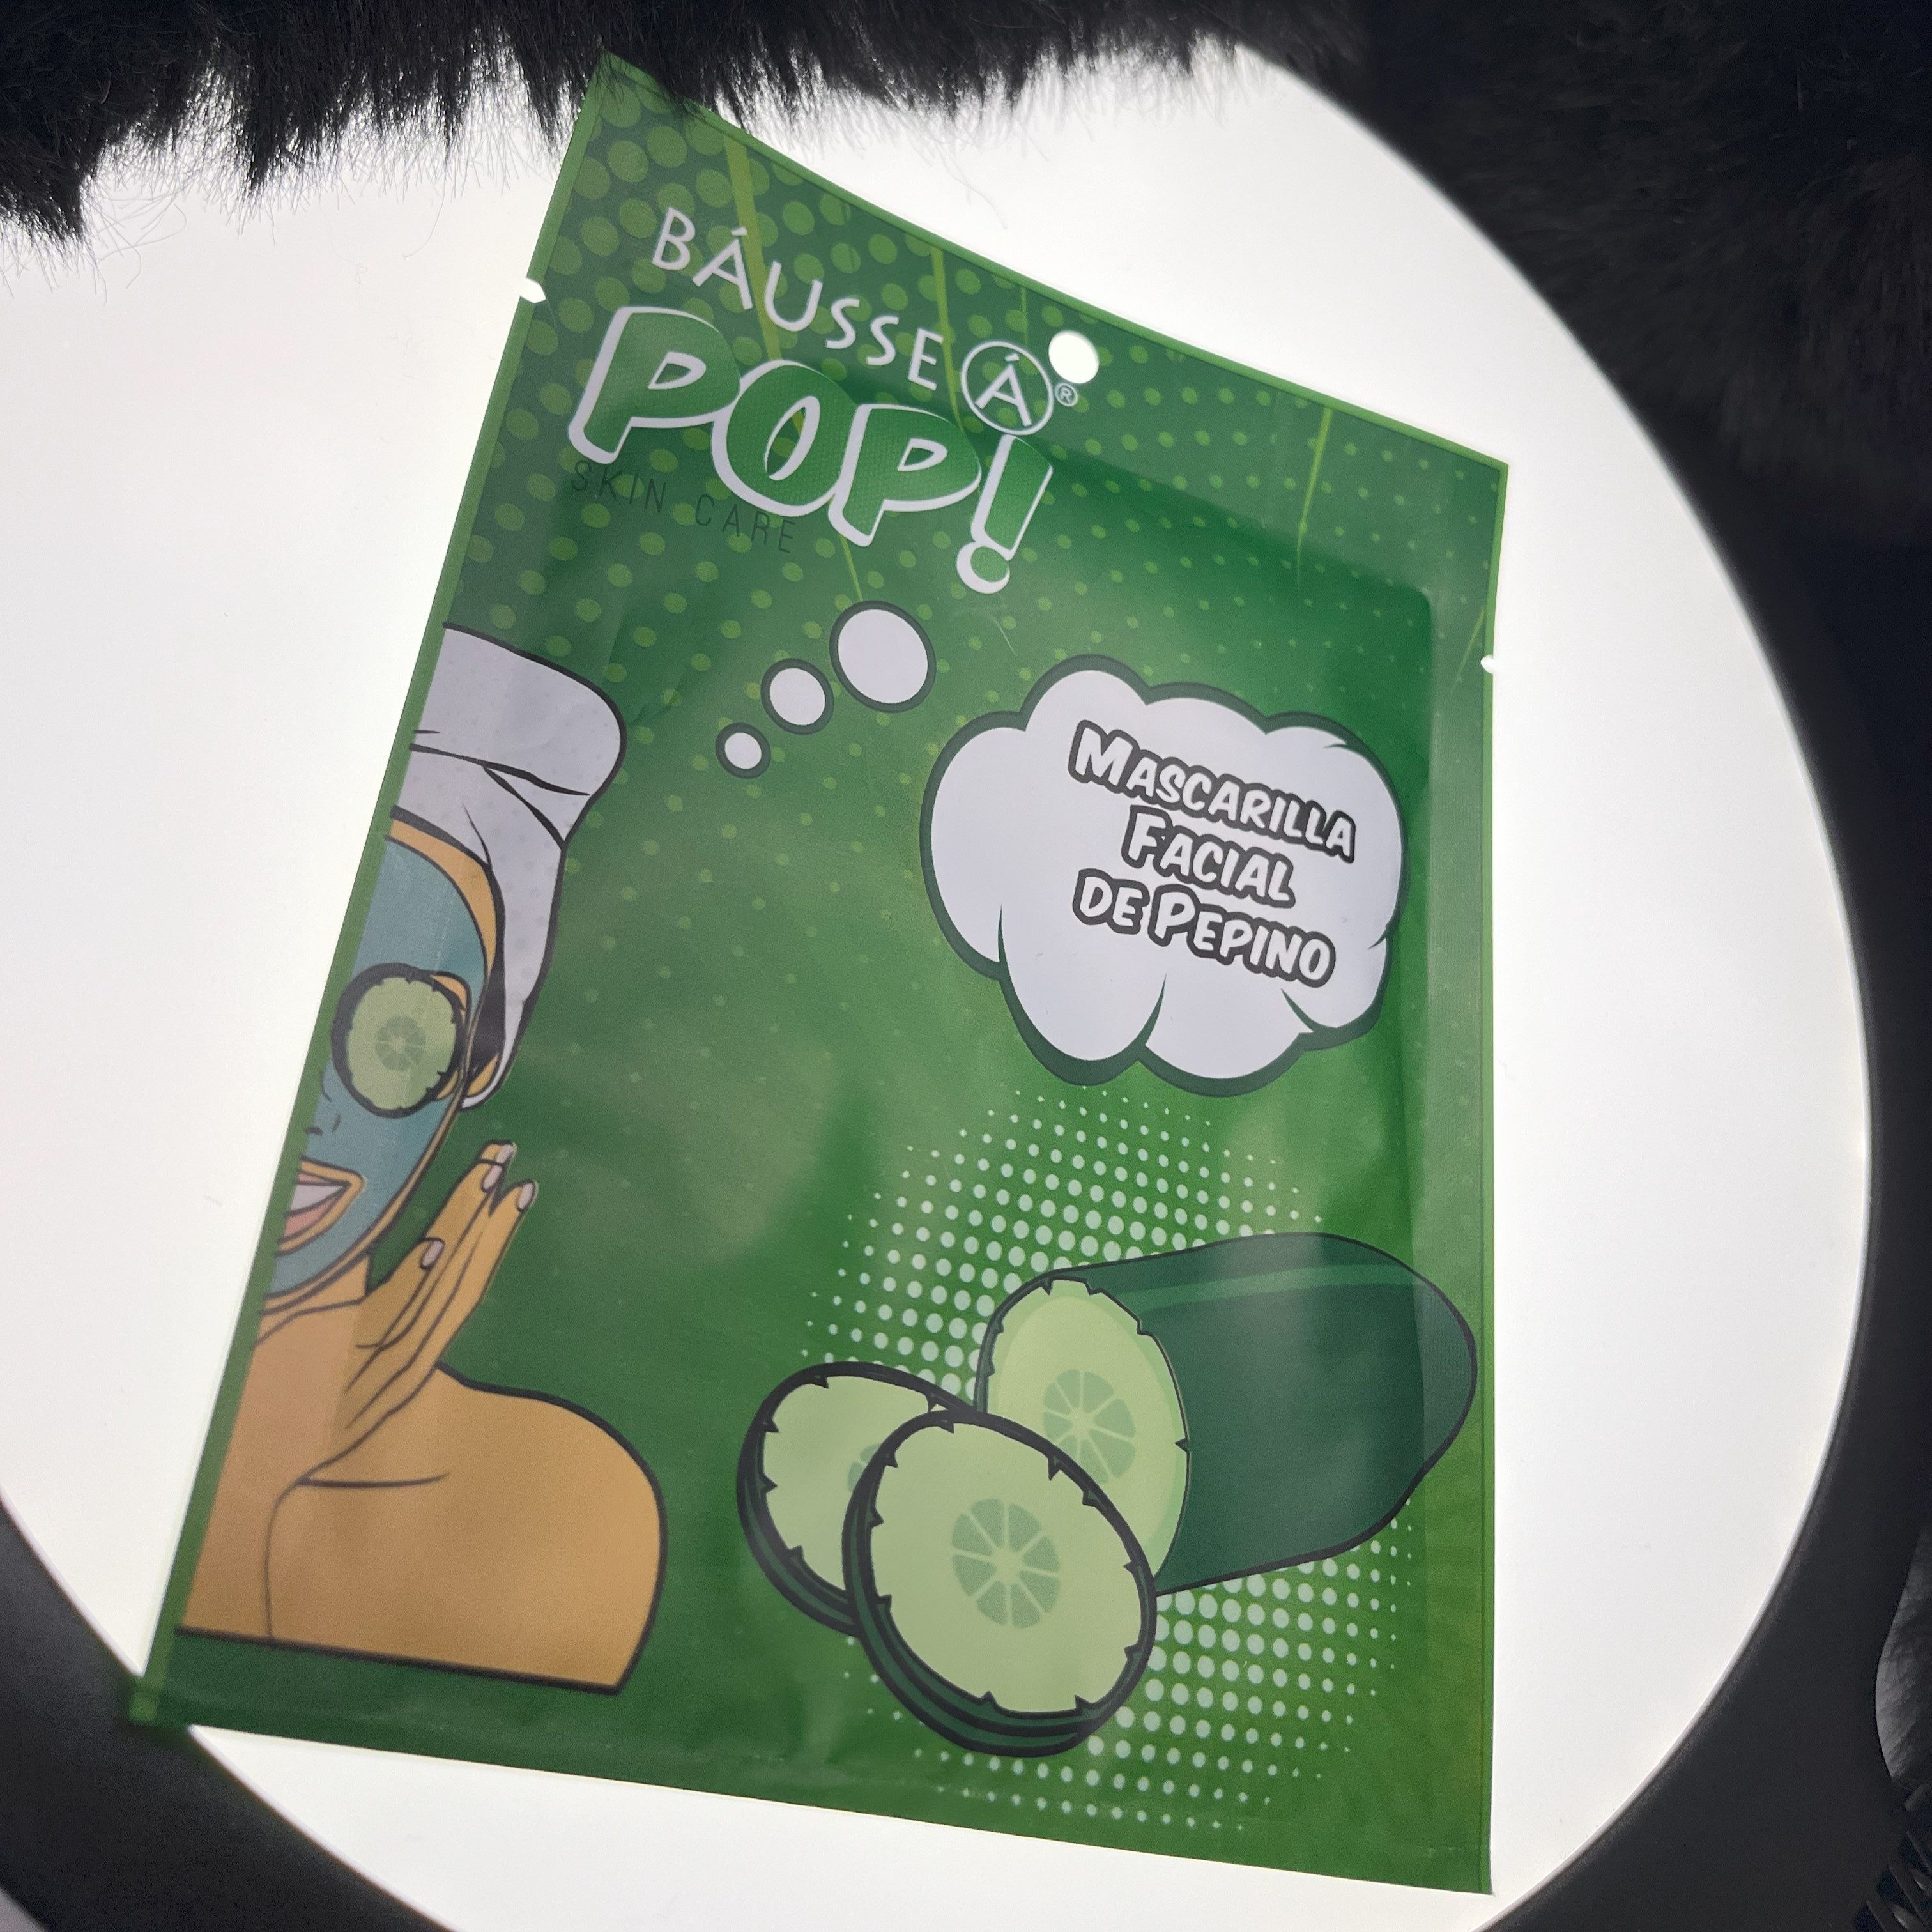 BÁUSSE Á®
POP!
SKIN CARE
MASCARILLA
FACIAL
DE PEPINO